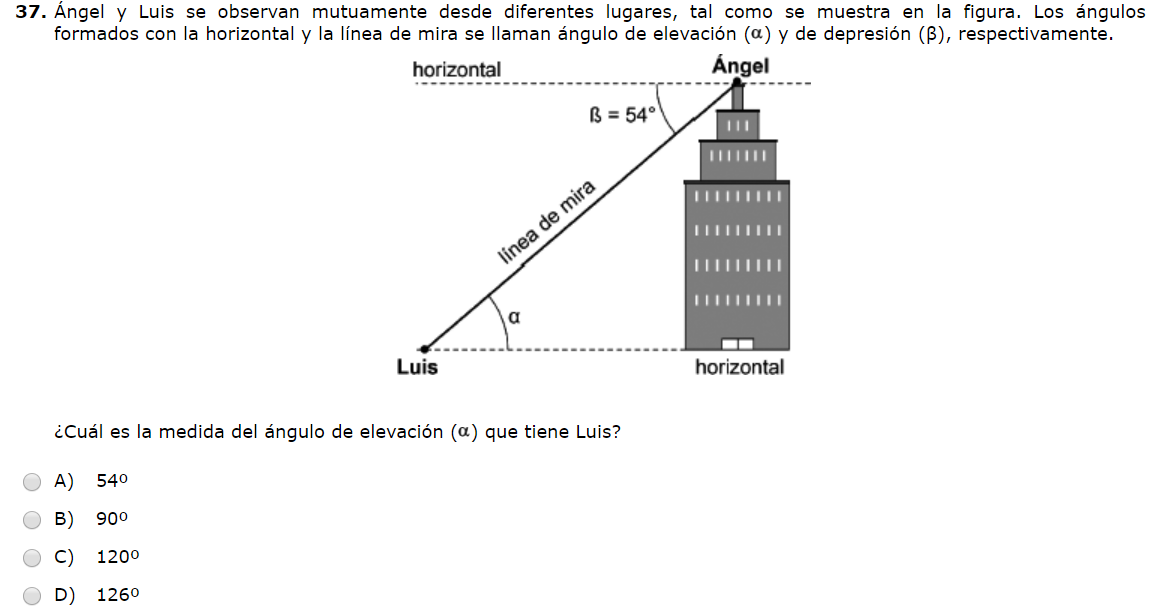 37. Ángel y Luis se observan mutuamente desde diferentes lugares, tal como se muestra en la figura. Los ángulos
formados con la horizontal y la línea de mira se llaman ángulo de elevación (α) y de depresión (β), respectivamente.
horizontal
Ángel
ß = 54°
línea de mira
α
Luis
horizontal
¿Cuál es la medida del ángulo de elevación (α) que tiene Luis?
A) 54º
B) 90º
C) 120º
D) 126º